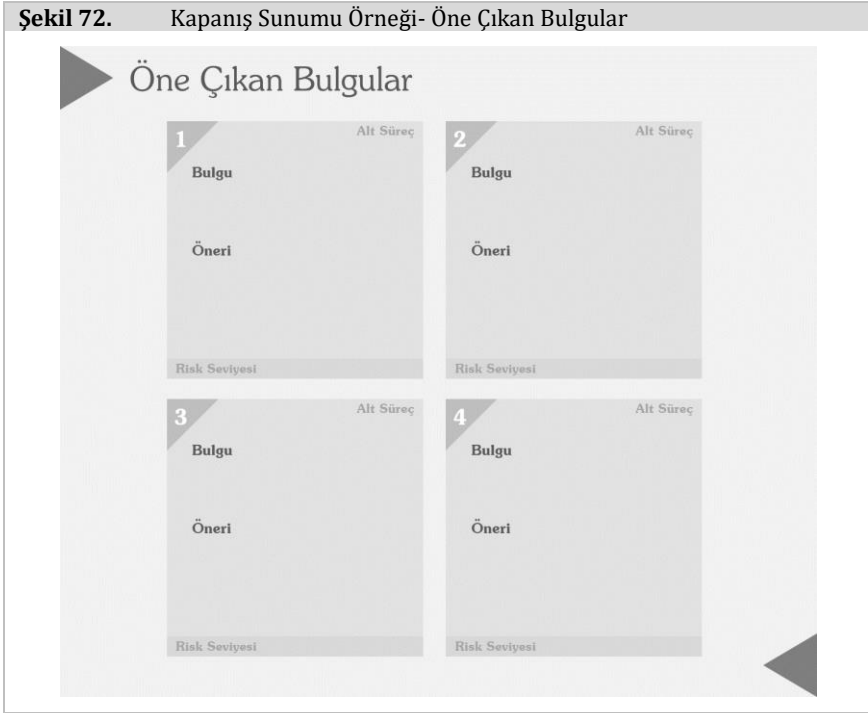 Şekil 72. Kapanış Sunumu Örneği- Öne Çıkan Bulgular
Öne Çıkan Bulgular
1 Alt Süreç
Bulgu
Öneri
Risk Seviyesi
2 Alt Süreç
Bulgu
Öneri
Risk Seviyesi
3 Alt Süreç
Bulgu
Öneri
Risk Seviyesi
4 Alt Süreç
Bulgu
Öneri
Risk Seviyesi